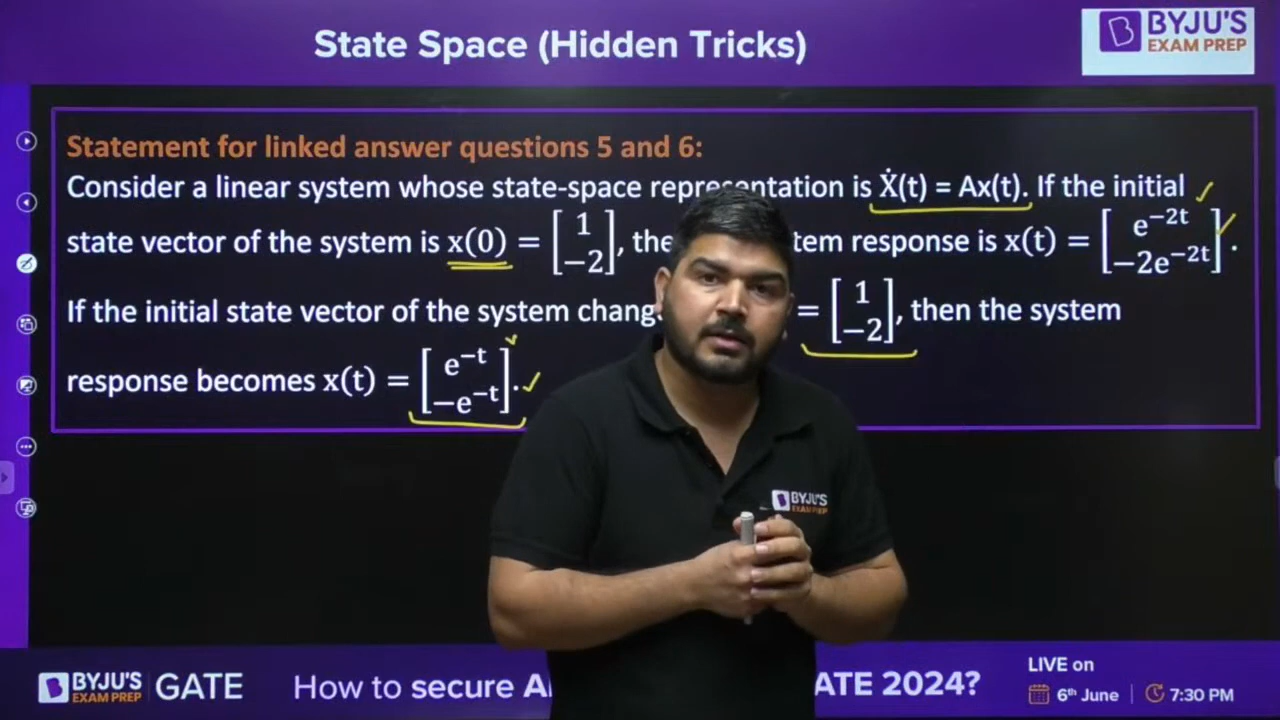 State Space (Hidden Tricks)
BYJU'S
EXAM PREP
Statement for linked answer questions 5 and 6:
Consider a linear system whose state-space representation is Ẋ(t) = Ax(t). If the initial
state vector of the system is x(0) = [1 −2], the tem response is x(t) = [e⁻²ᵗ −2e⁻²ᵗ].
If the initial state vector of the system chang = [1 −2], then the system
response becomes x(t) = [e⁻ᵗ −e⁻ᵗ].
BYJU'S
EXAM PREP
BYJU'S
EXAM PREP
GATE
How to secure A ATE 2024?
LIVE on
6th June
7:30 PM